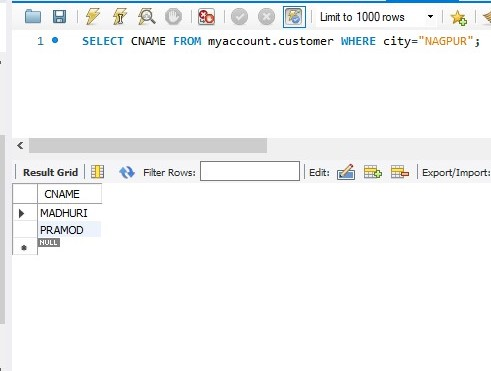 Limit to 1000 rows
1 SELECT CNAME FROM myaccount.customer WHERE city="NAGPUR";
Result Grid Filter Rows: Edit: Export/Import:
CNAME
MADHURI
PRAMOD
NULL